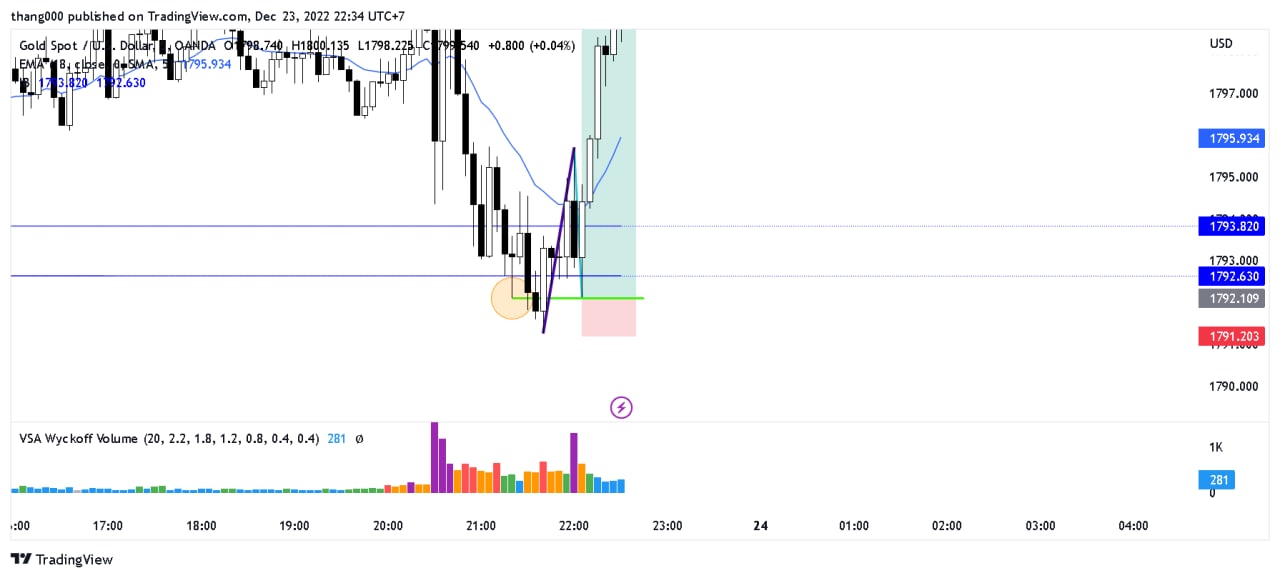 thang000 published on TradingView.com, Dec 23, 2022 22:34 UTC+7
Gold Spot / U.S. Dollar, OANDA O1798.740 H1800.135 L1798.225 C1799.540 +0.800 (+0.04%)
EMA 18, close, 0, SMA, 5 1795.934
1793.820 1792.630
USD
1797.000
1795.934
1795.000
1793.820
1793.000
1792.630
1792.109
1791.203
1790.000
VSA Wyckoff Volume (20, 2.2, 1.8, 1.2, 0.8, 0.4, 0.4) 281 Ø
1K
281
0
:00 17:00 18:00 19:00 20:00 21:00 22:00 23:00 24 01:00 02:00 03:00 04:00
TradingView